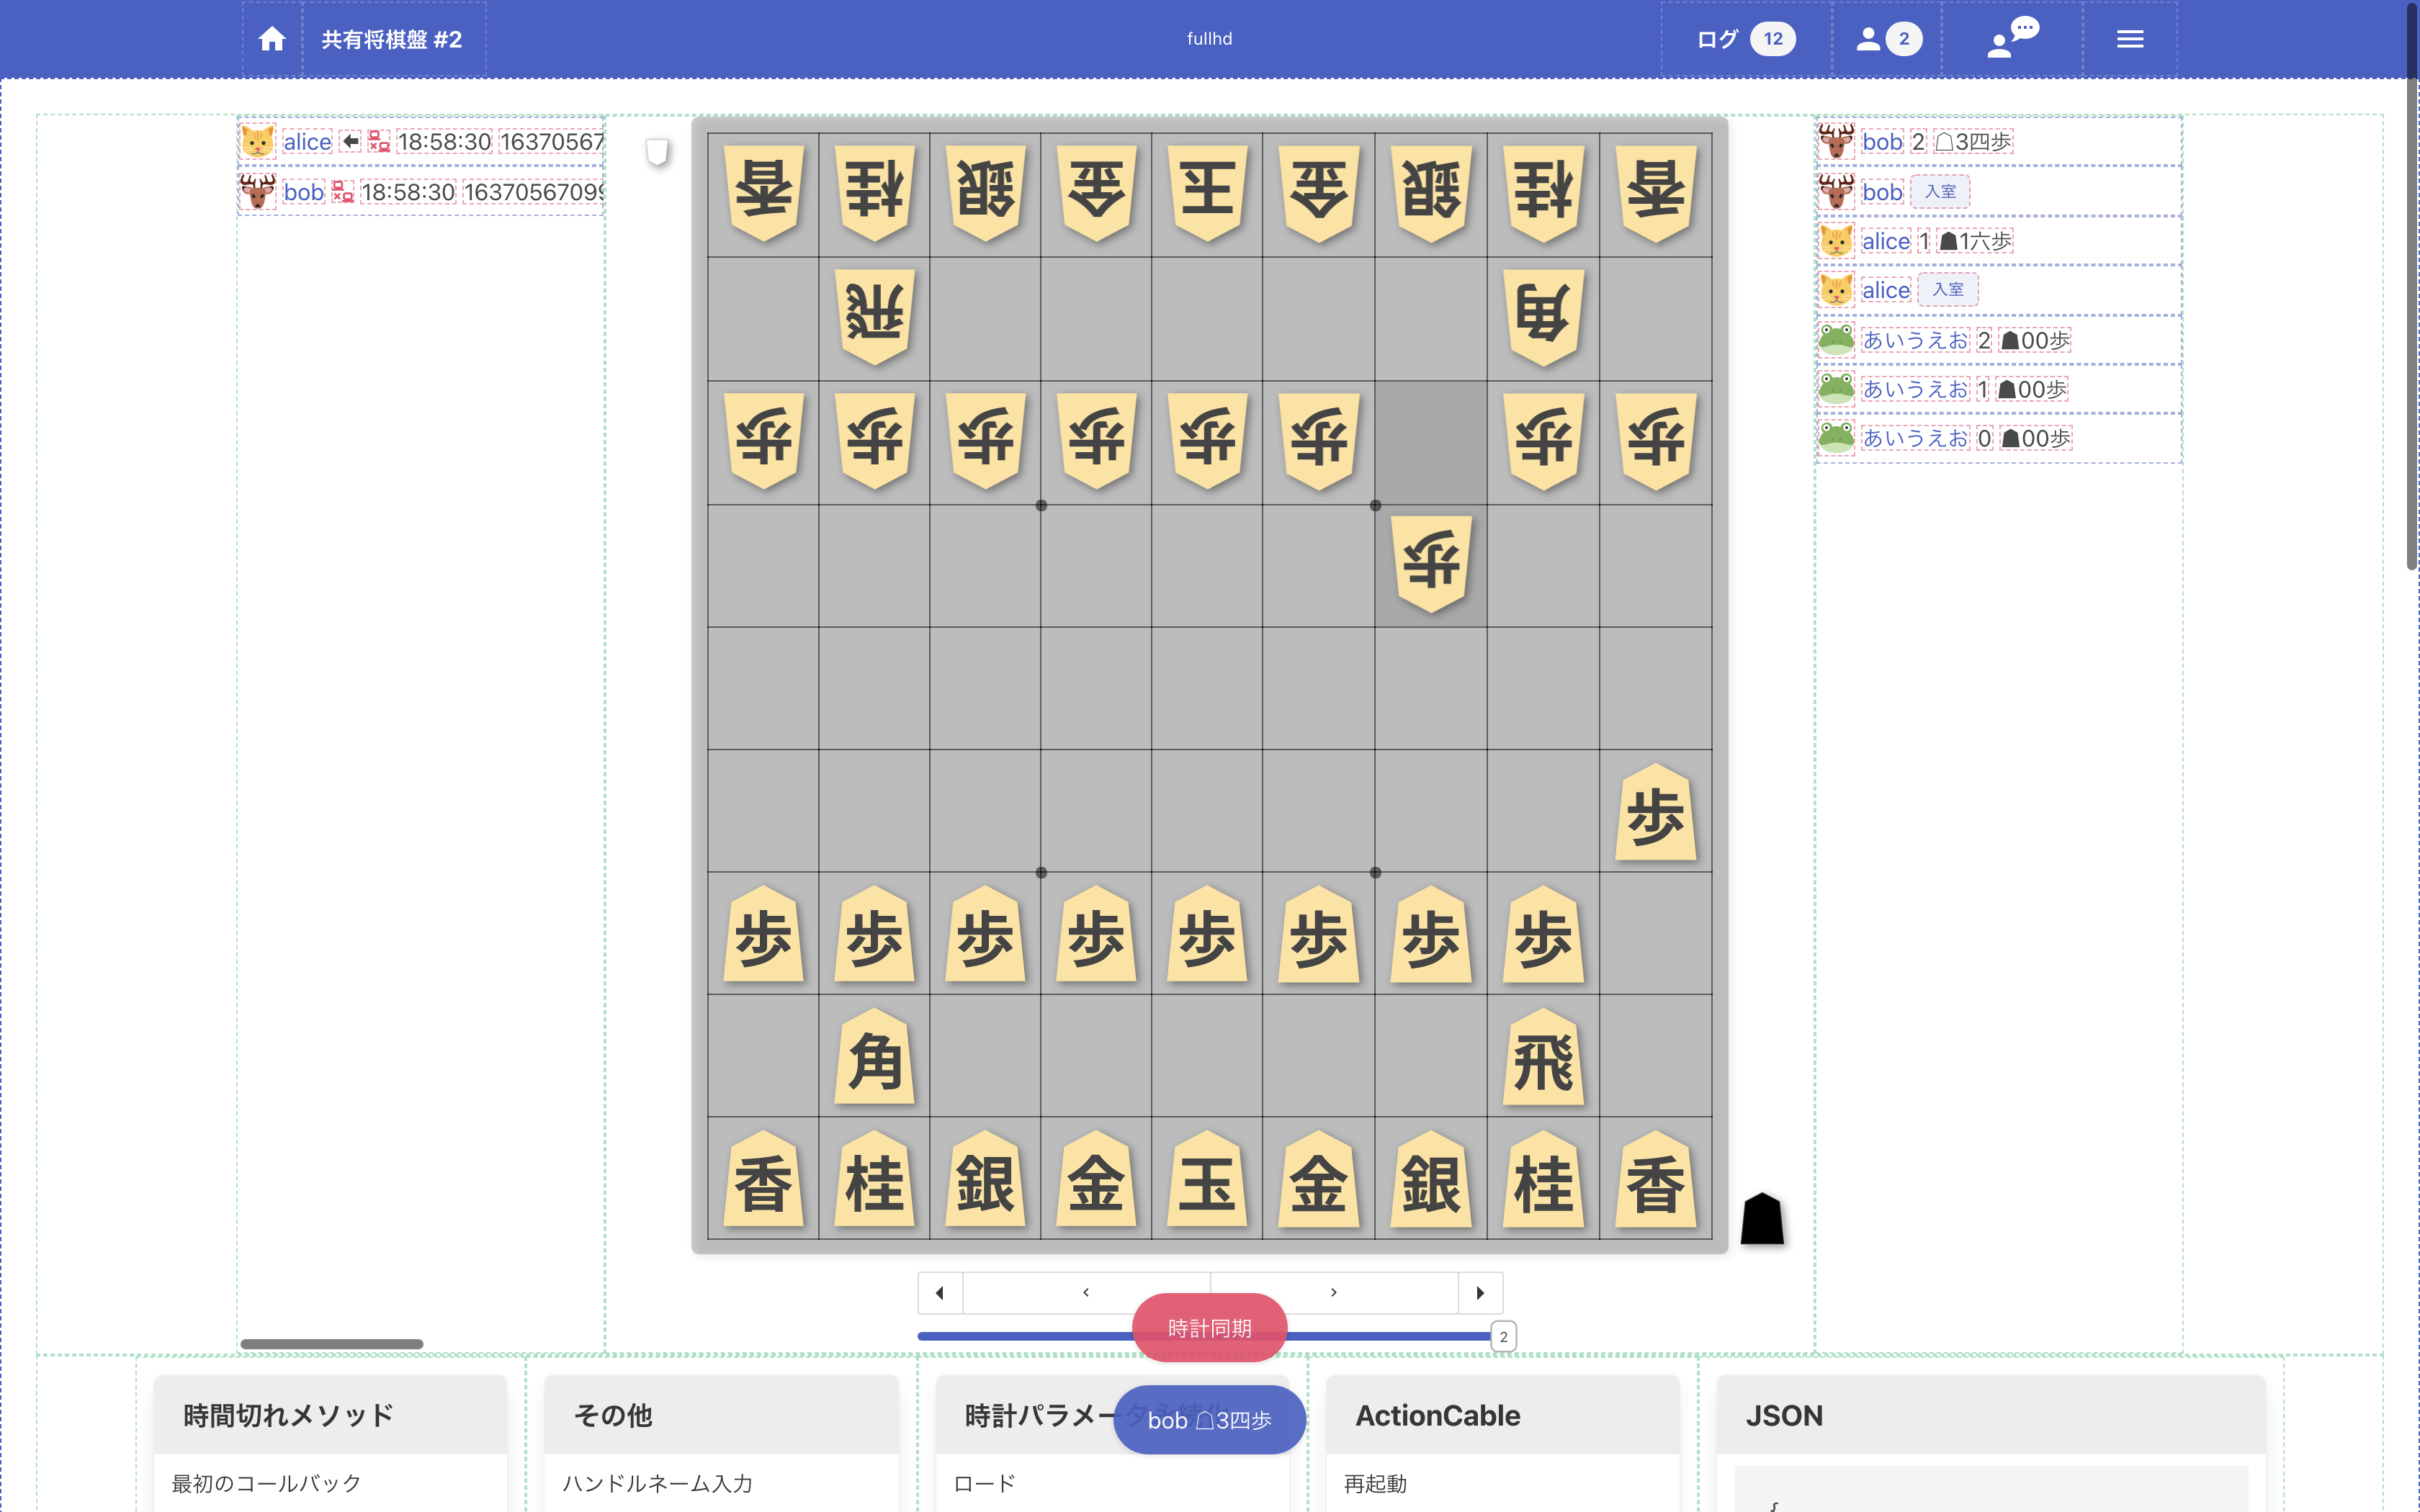 共有将棋盤 #2
fullhd
ログ 12
2
alice 18:58:30 16370567
bob 18:58:30 1637056709
bob 2 ☖3四歩
bob 入室
alice 1 ☗1六歩
alice 入室
あいうえお 2 ☗00歩
あいうえお 1 ☗00歩
あいうえお 0 ☗00歩
香 桂 銀 金 玉 金 銀 桂 香
飛 角
歩 歩 歩 歩 歩 歩 歩 歩
歩
歩
歩 歩 歩 歩 歩 歩 歩 歩
角 飛
香 桂 銀 金 玉 金 銀 桂 香
時計同期
2
bob ☖3四歩
時間切れメソッド
最初のコールバック
その他
ハンドルネーム入力
時計パラメータ
ロード
ActionCable
再起動
JSON
{